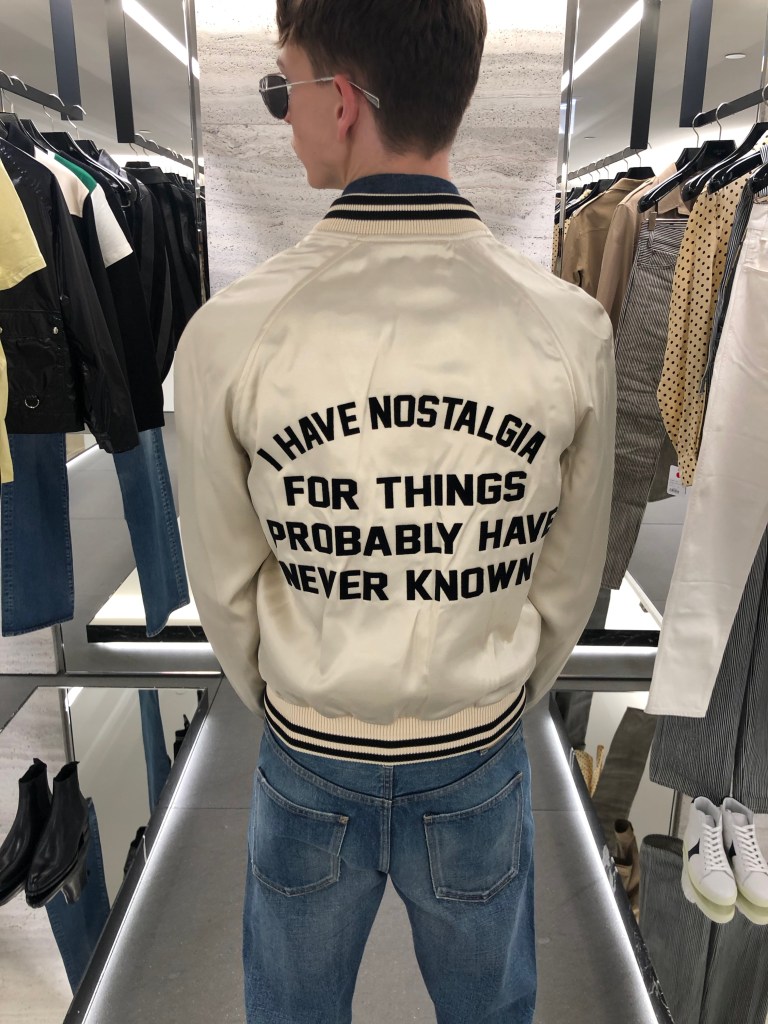 I HAVE NOSTALGIA
FOR THINGS
PROBABLY HAVE
NEVER KNOWN